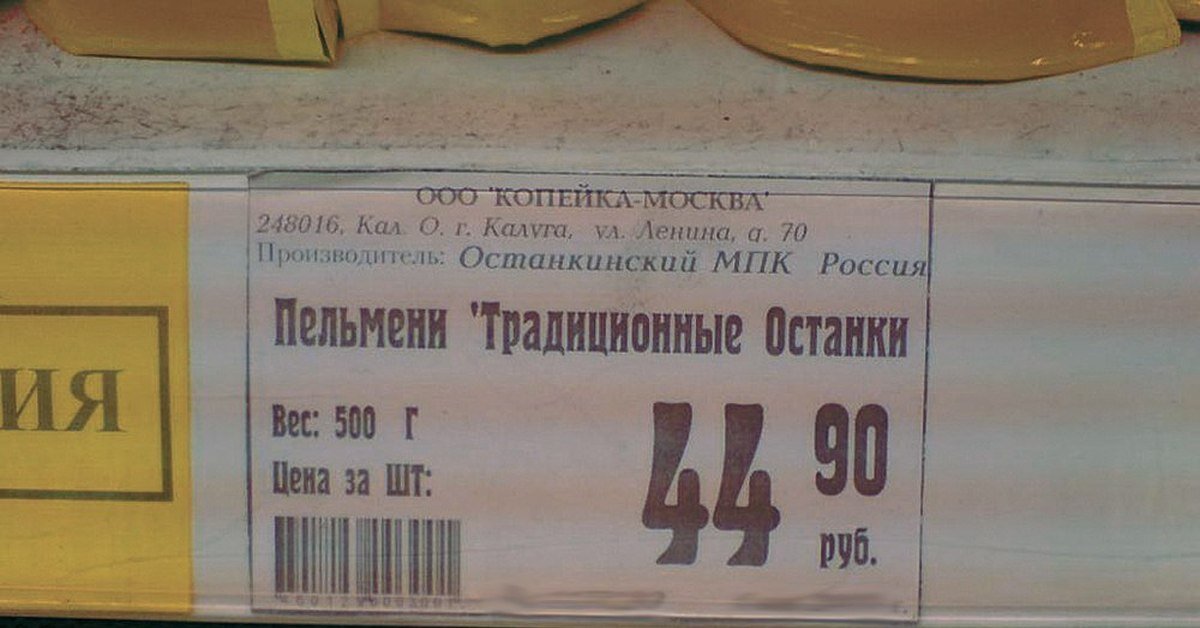 ООО 'КОПЕЙКА-МОСКВА'
248016, Кал. О. г. Калуга, ул. Ленина, д. 70
Производитель: Останкинский МПК Россия
Пельмени 'Традиционные Останки
ИЯ
Вес: 500 Г
44 90
Цена за ШТ:
руб.